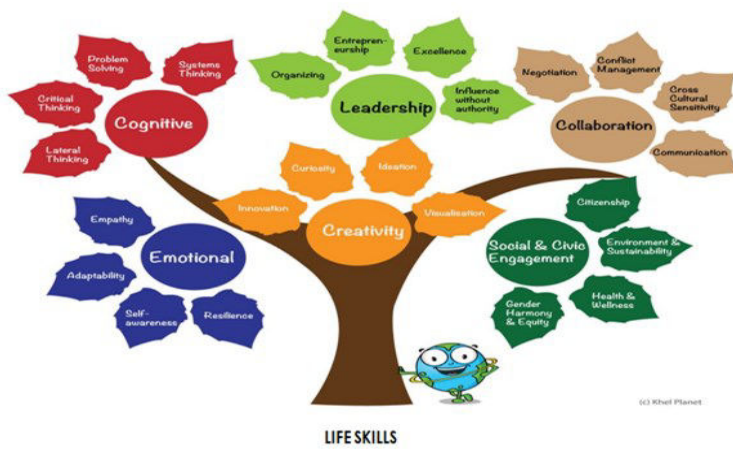 Problem
Solving
Systems
Thinking
Critical
Thinking
Lateral
Thinking
Cognitive
Entrepren-
eurship
Excellence
Organizing
Influence
without
authority
Leadership
Negotiation
Conflict
Management
Cross
Cultural
Sensitivity
Communication
Collaboration
Curiosity
Ideation
Innovation
Visualisation
Creativity
Empathy
Adaptability
Self-
awareness
Resilience
Emotional
Citizenship
Environment &
Sustainability
Health &
Wellness
Gender
Harmony
& Equity
Social & Civic
Engagement
(c) Khel Planet
LIFE SKILLS